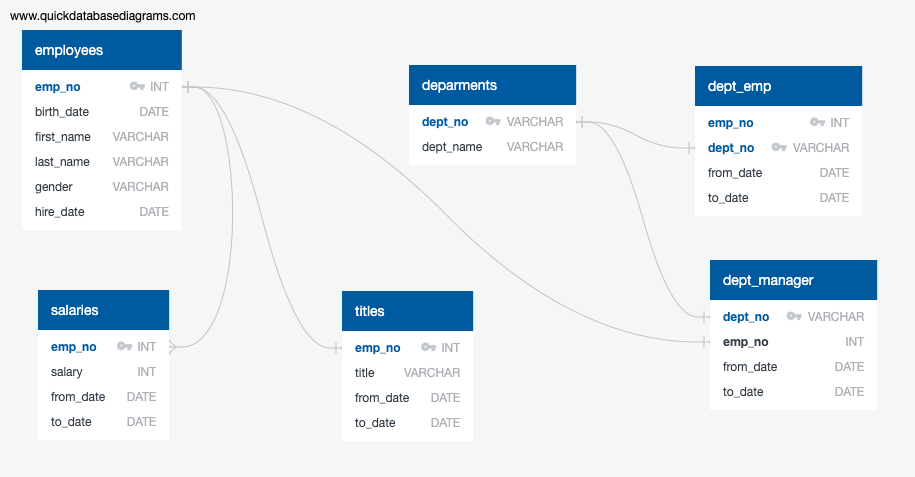 www.quickdatabasediagrams.com
employees
emp_no INT
birth_date DATE
first_name VARCHAR
last_name VARCHAR
gender VARCHAR
hire_date DATE
deparments
dept_no VARCHAR
dept_name VARCHAR
dept_emp
emp_no INT
dept_no VARCHAR
from_date DATE
to_date DATE
salaries
emp_no INT
salary INT
from_date DATE
to_date DATE
titles
emp_no INT
title VARCHAR
from_date DATE
to_date DATE
dept_manager
dept_no VARCHAR
emp_no INT
from_date DATE
to_date DATE